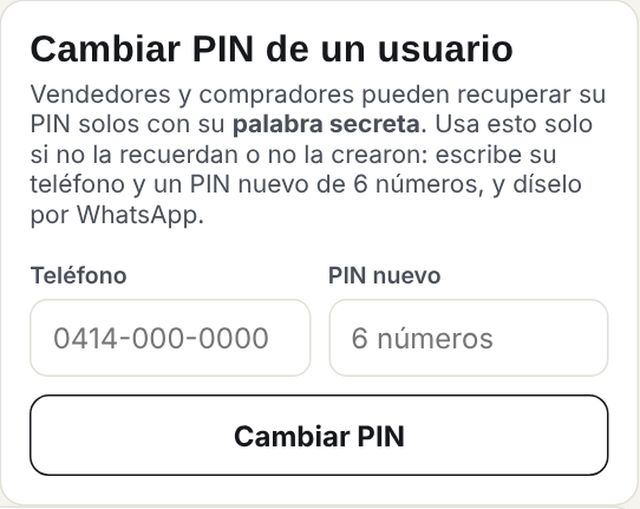 Cambiar PIN de un usuario
Vendedores y compradores pueden recuperar su
PIN solos con su palabra secreta. Usa esto solo
si no la recuerdan o no la crearon: escribe su
teléfono y un PIN nuevo de 6 números, y díselo
por WhatsApp.
Teléfono PIN nuevo
0414-000-0000 6 números
Cambiar PIN